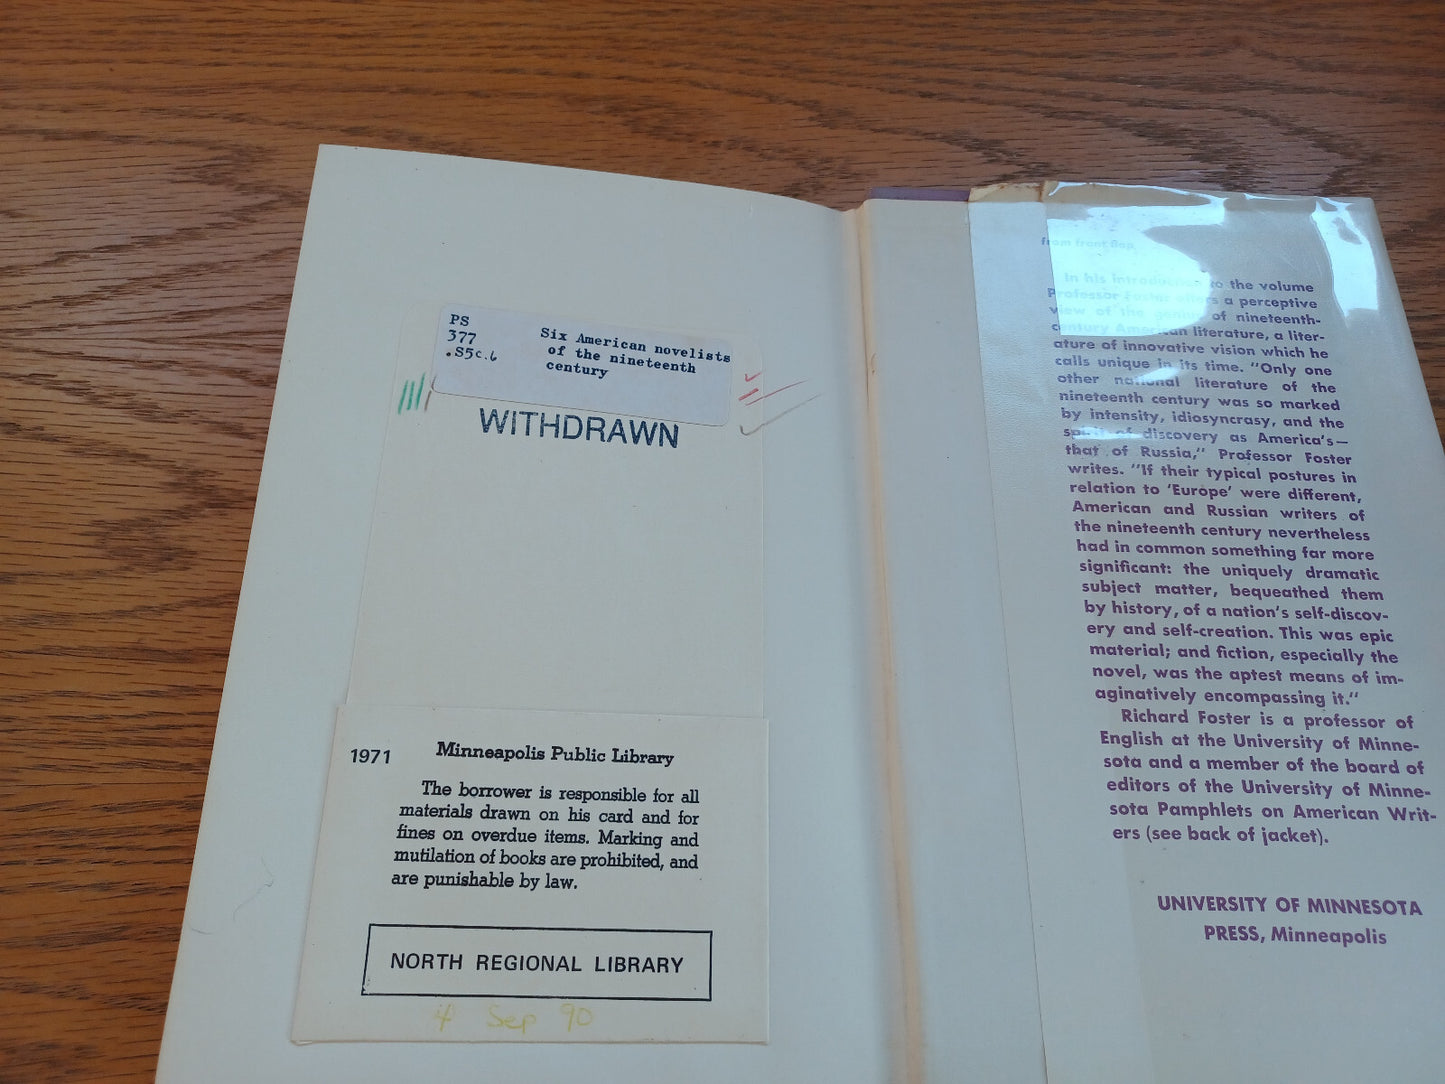 PS
377
.S5c.6
Six American novelists
of the nineteenth
century
WITHDRAWN
1971
Minneapolis Public Library
The borrower is responsible for all
materials drawn on his card and for
fines on overdue items. Marking and
mutilation of books are prohibited, and
are punishable by law.
NORTH REGIONAL LIBRARY
4 Sep 90
from front flap
In his introduction to the volume
Professor Foster offers a perceptive
view of the genius of nineteenth-
century American literature, a liter-
ature of innovative vision which he
calls unique in its time. "Only one
other national literature of the
nineteenth century was so marked
by intensity, idiosyncrasy, and the
spirit of discovery as America's—
that of Russia," Professor Foster
writes. "If their typical postures in
relation to 'Europe' were different,
American and Russian writers of
the nineteenth century nevertheless
had in common something far more
significant: the uniquely dramatic
subject matter, bequeathed them
by history, of a nation's self-discov-
ery and self-creation. This was epic
material; and fiction, especially the
novel, was the aptest means of im-
aginatively encompassing it."
Richard Foster is a professor of
English at the University of Minne-
sota and a member of the board of
editors of the University of Minne-
sota Pamphlets on American Writ-
ers (see back of jacket).
UNIVERSITY OF MINNESOTA
PRESS, Minneapolis